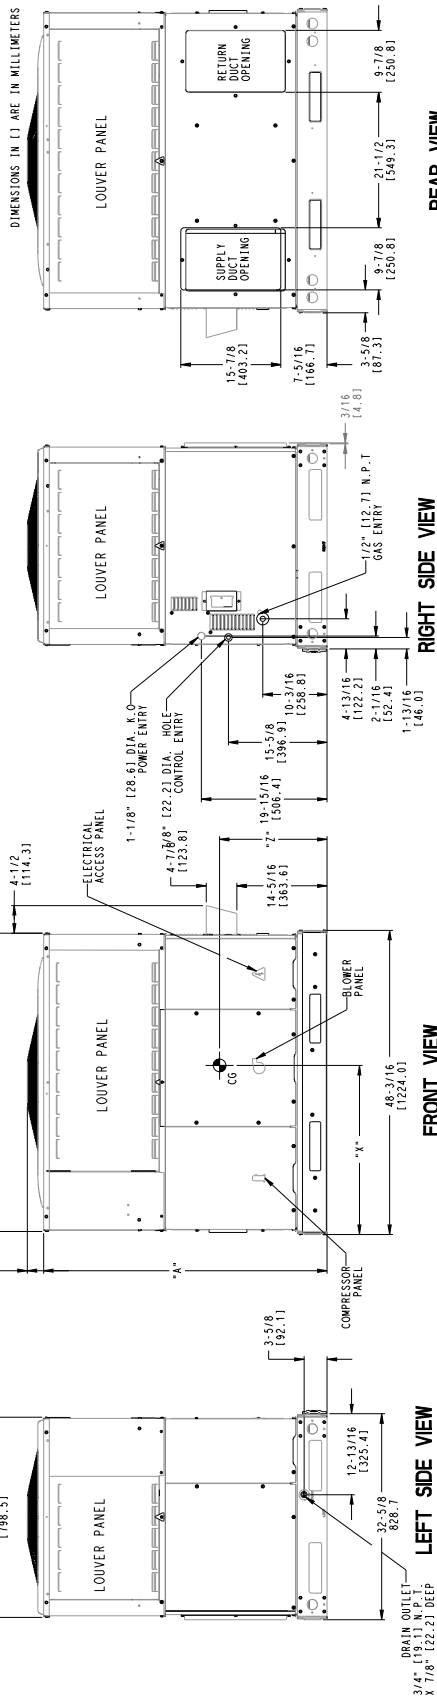 [798.5]
LOUVER PANEL
DRAIN OUTLET
3/4" [19.1] N.P.T.
X 7/8" [22.2] DEEP
32-5/8
828.7
12-13/16
[325.4]
3-5/8
[92.1]
LEFT SIDE VIEW
4-1/2
[114.3]
"A"
LOUVER PANEL
ELECTRICAL
ACCESS PANEL
COMPRESSOR
PANEL
CG
BLOWER
PANEL
"X"
"Z"
48-3/16
[1224.0]
14-5/16
[363.6]
4-7/8
[123.8]
FRONT VIEW
LOUVER PANEL
1-1/8" [28.6] DIA. K.O
POWER ENTRY
7/8" [22.2] DIA. HOLE
CONTROL ENTRY
19-15/16
[506.4]
15-5/8
[396.9]
10-3/16
[258.8]
4-13/16
[122.2]
2-1/16
[52.4]
1-13/16
[46.0]
1/2" [12.7] N.P.T
GAS ENTRY
3/16
[4.8]
RIGHT SIDE VIEW
DIMENSIONS IN [] ARE IN MILLIMETERS
LOUVER PANEL
SUPPLY
DUCT
OPENING
RETURN
DUCT
OPENING
15-7/8
[403.2]
7-5/16
[166.7]
3-5/8
[87.3]
9-7/8
[250.8]
21-1/2
[549.3]
9-7/8
[250.8]
REAR VIEW